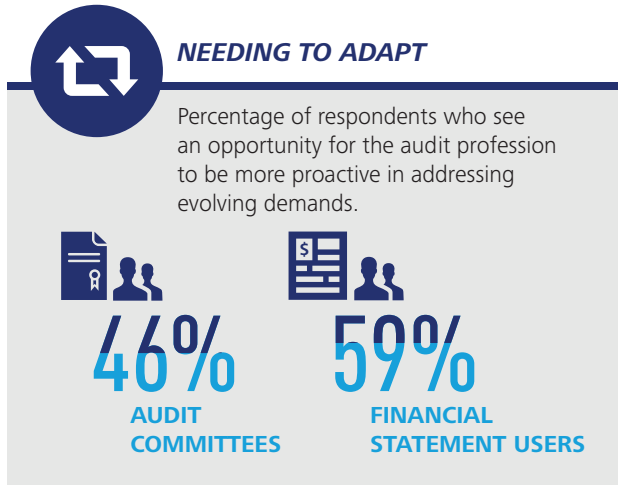 NEEDING TO ADAPT
Percentage of respondents who see
an opportunity for the audit profession
to be more proactive in addressing
evolving demands.
$
46%
AUDIT
COMMITTEES
59%
FINANCIAL
STATEMENT USERS